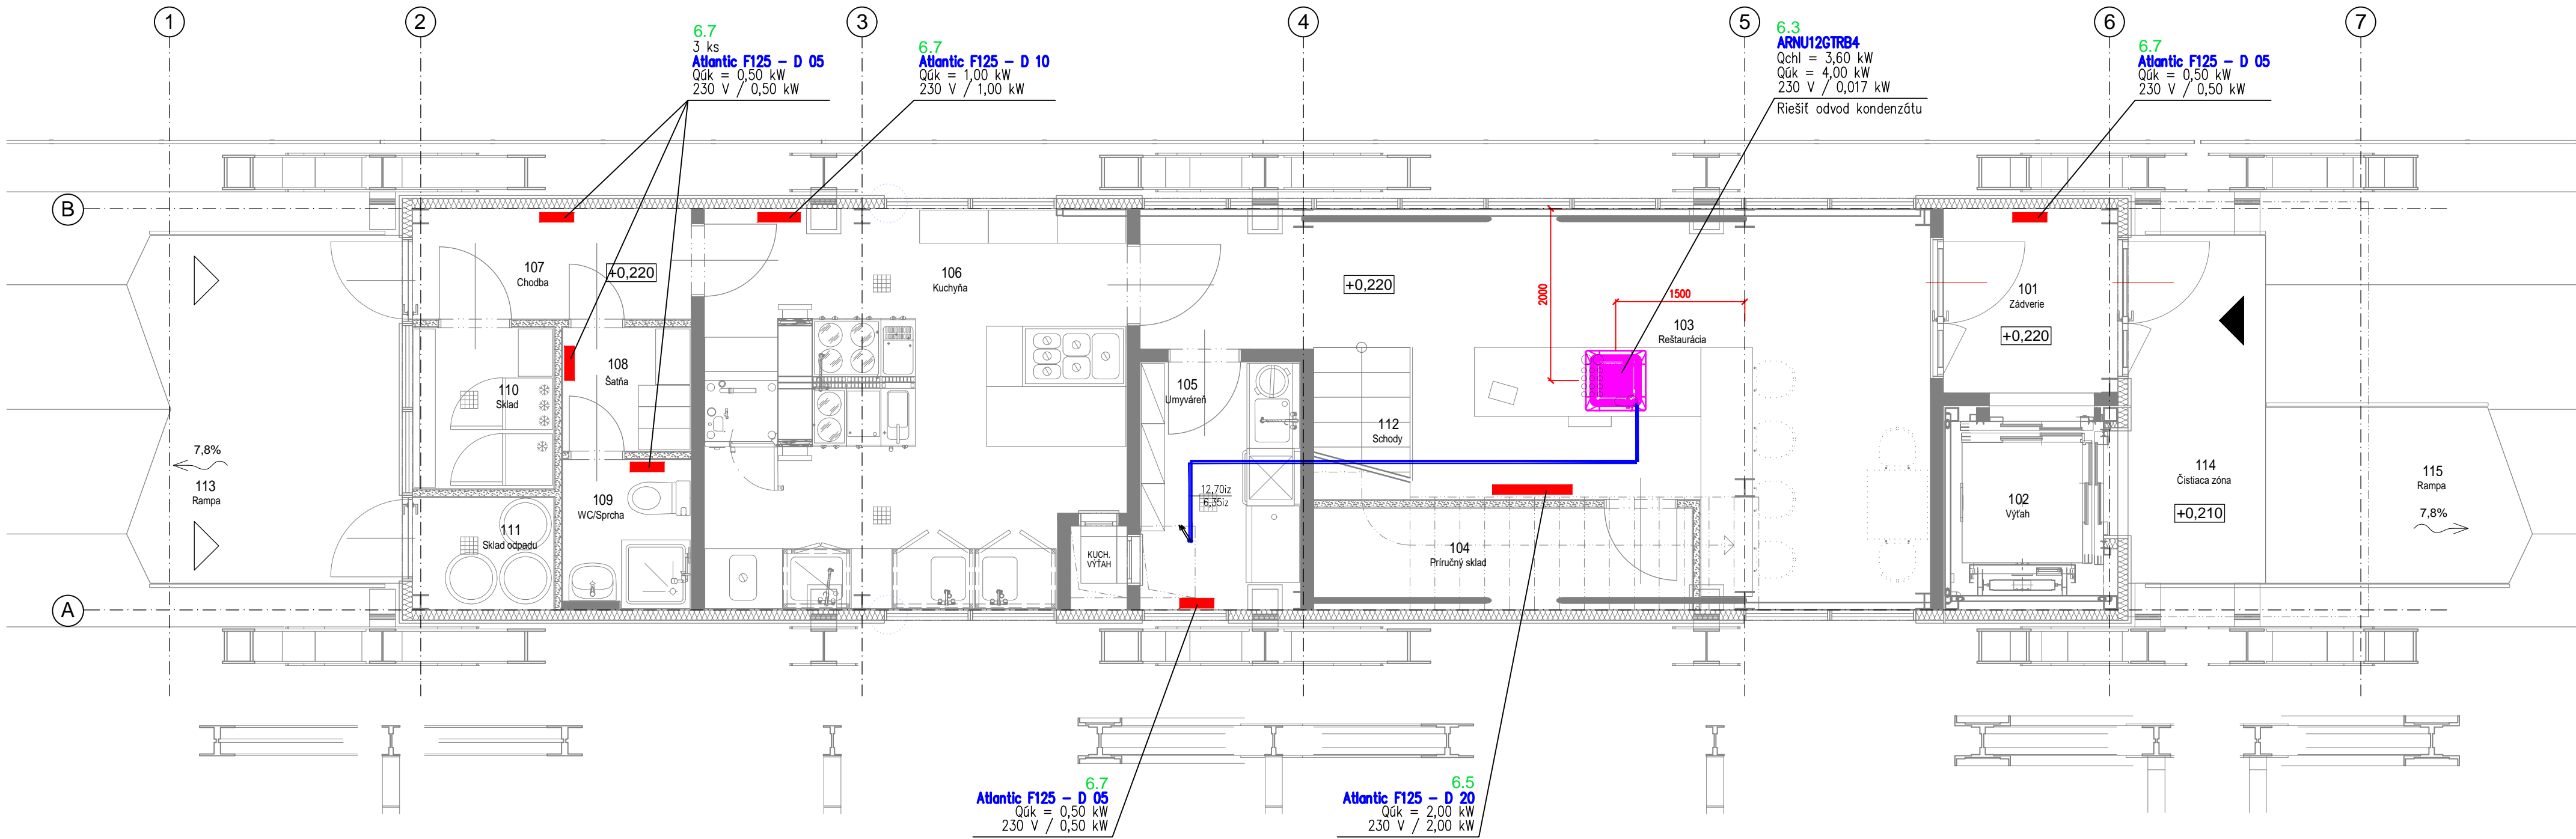 1
2
3
4
5
6
7
6.7
3 ks
Atlantic F125 – D 05
Qúk = 0,50 kW
230 V / 0,50 kW
6.7
Atlantic F125 – D 10
Qúk = 1,00 kW
230 V / 1,00 kW
6.3
ARNU12GTRB4
Qchl = 3,60 kW
Qúk = 4,00 kW
230 V / 0,017 kW
Riešiť odvod kondenzátu
6.7
Atlantic F125 – D 05
Qúk = 0,50 kW
230 V / 0,50 kW
B
107
Chodba
+0,220
106
Kuchyňa
+0,220
2000
1500
103
Reštaurácia
101
Zádverie
+0,220
110
Sklad
108
Šatňa
105
Umyváreň
112
Schody
7,8%
113
Rampa
109
WC/Sprcha
12,70iz
6,35iz
102
Výťah
114
Čistiaca zóna
+0,210
115
Rampa
7,8%
111
Sklad odpadu
KUCH.
VÝŤAH
104
Príručný sklad
A
6.7
Atlantic F125 – D 05
Qúk = 0,50 kW
230 V / 0,50 kW
6.5
Atlantic F125 – D 20
Qúk = 2,00 kW
230 V / 2,00 kW